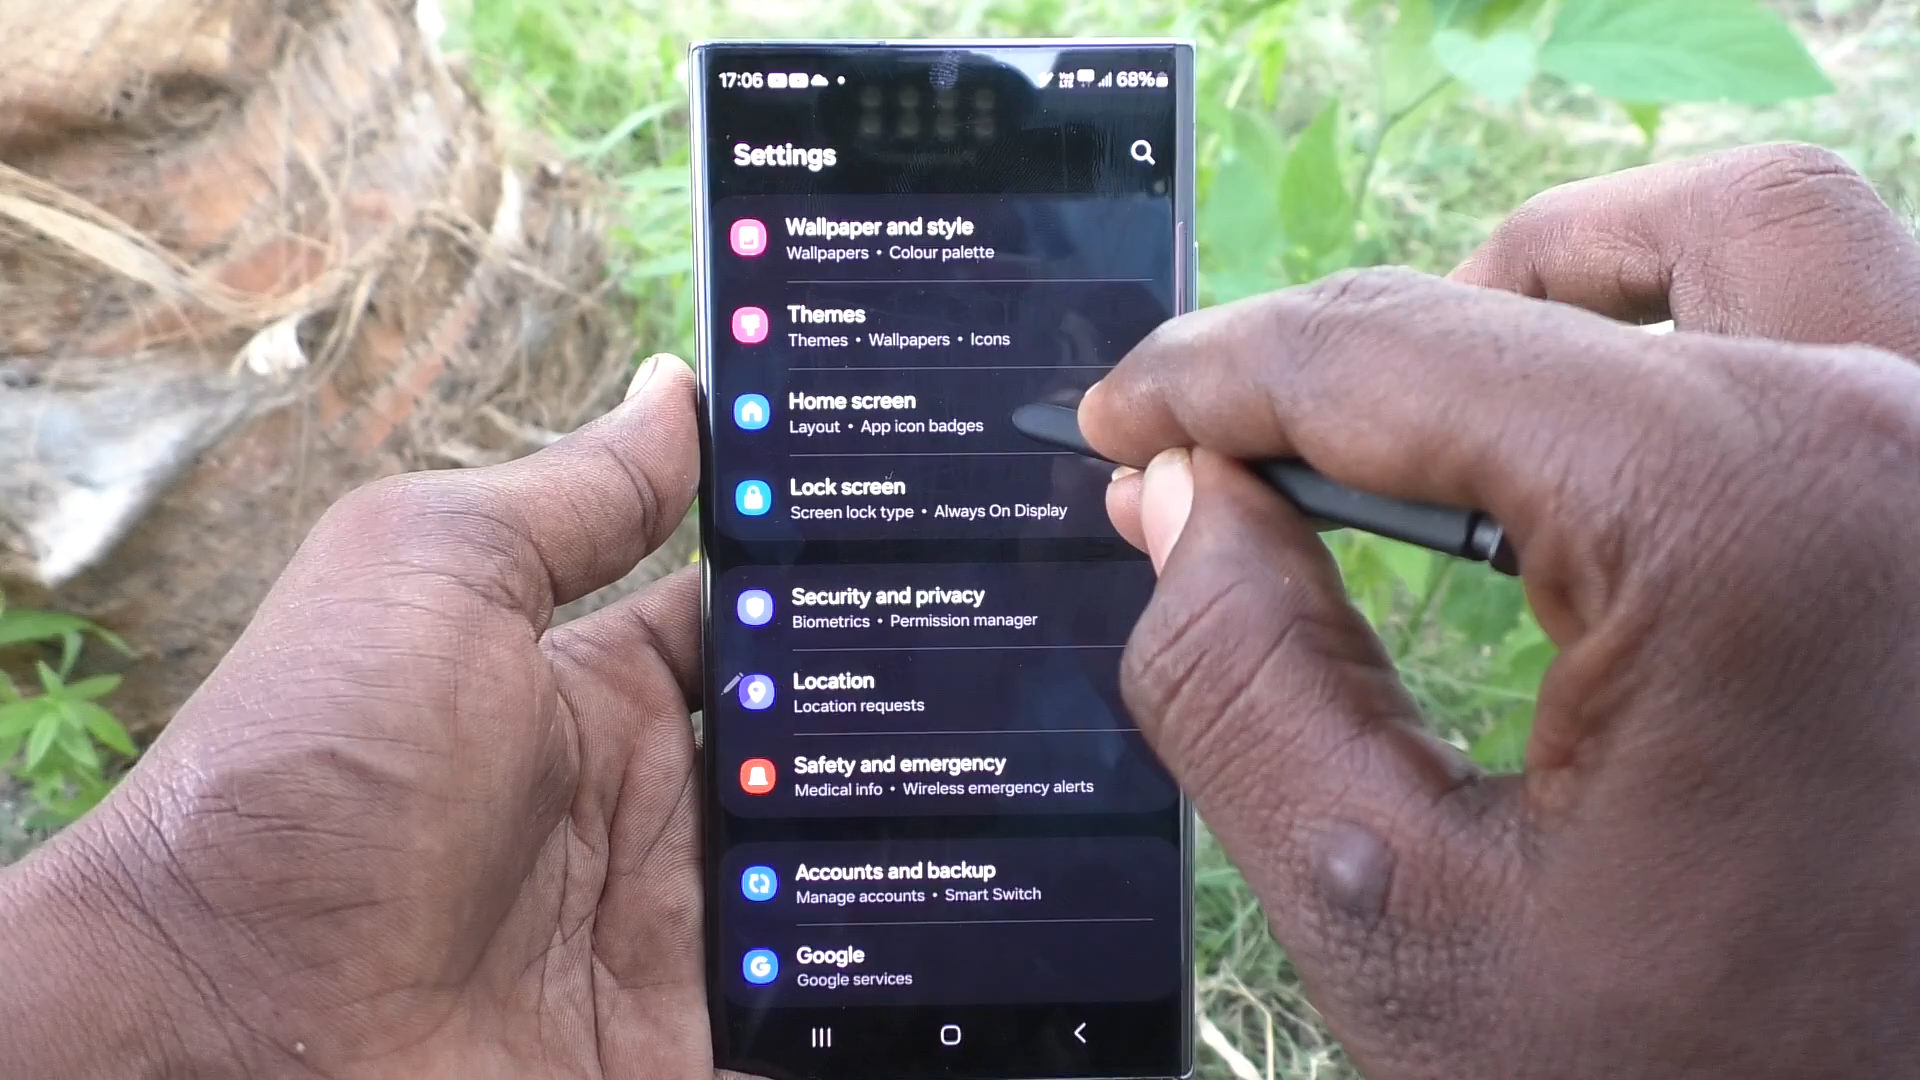 17:06 68%
Settings
Wallpaper and style
Wallpapers • Colour palette
Themes
Themes • Wallpapers • Icons
Home screen
Layout • App icon badges
Lock screen
Screen lock type • Always On Display
Security and privacy
Biometrics • Permission manager
Location
Location requests
Safety and emergency
Medical info • Wireless emergency alerts
Accounts and backup
Manage accounts • Smart Switch
Google
Google services